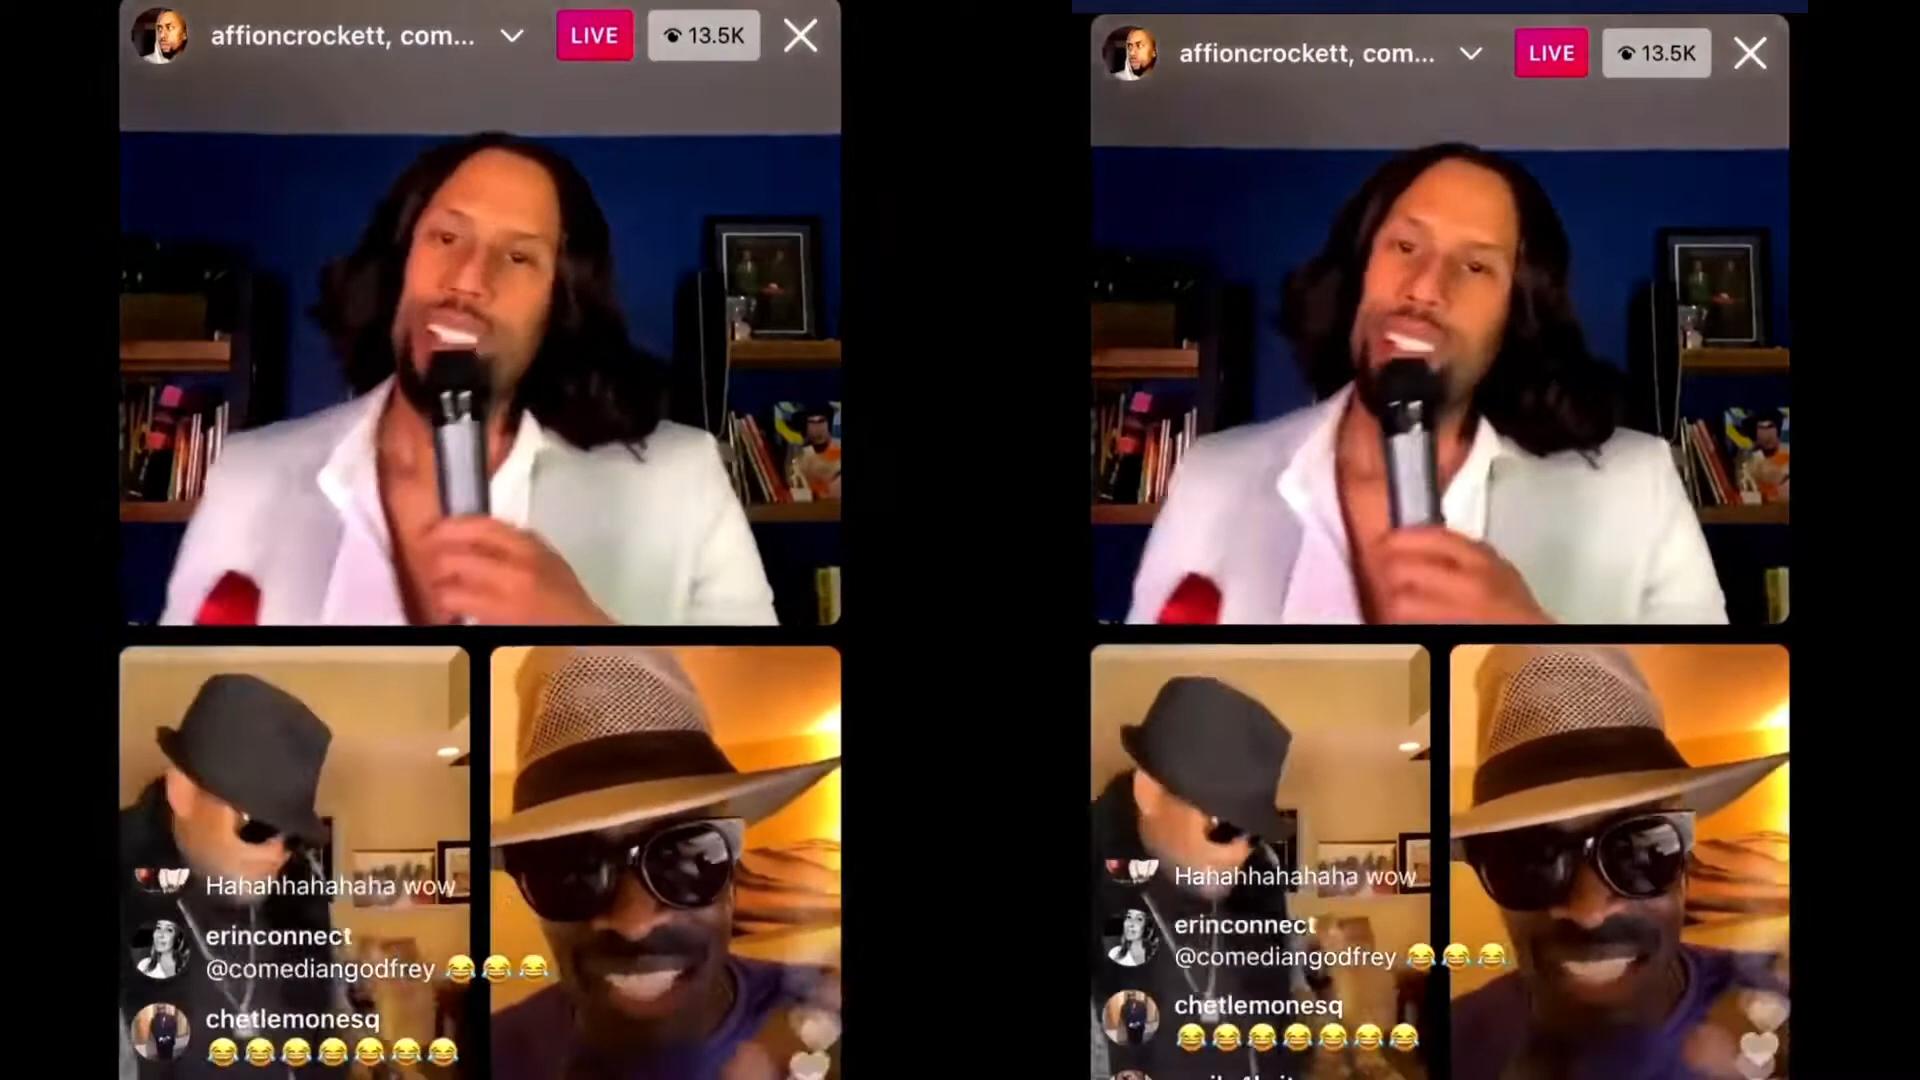 affioncrockett, com...
LIVE
13.5K
Hahahhahahaha wow
erinconnect
@comediangodfrey 😂😂😂
chetlemonesq
😂😂😂😂😂😂😂
affioncrockett, com...
LIVE
13.5K
Hahahhahahaha wow
erinconnect
@comediangodfrey 😂😂😂
chetlemonesq
😂😂😂😂😂😂😂